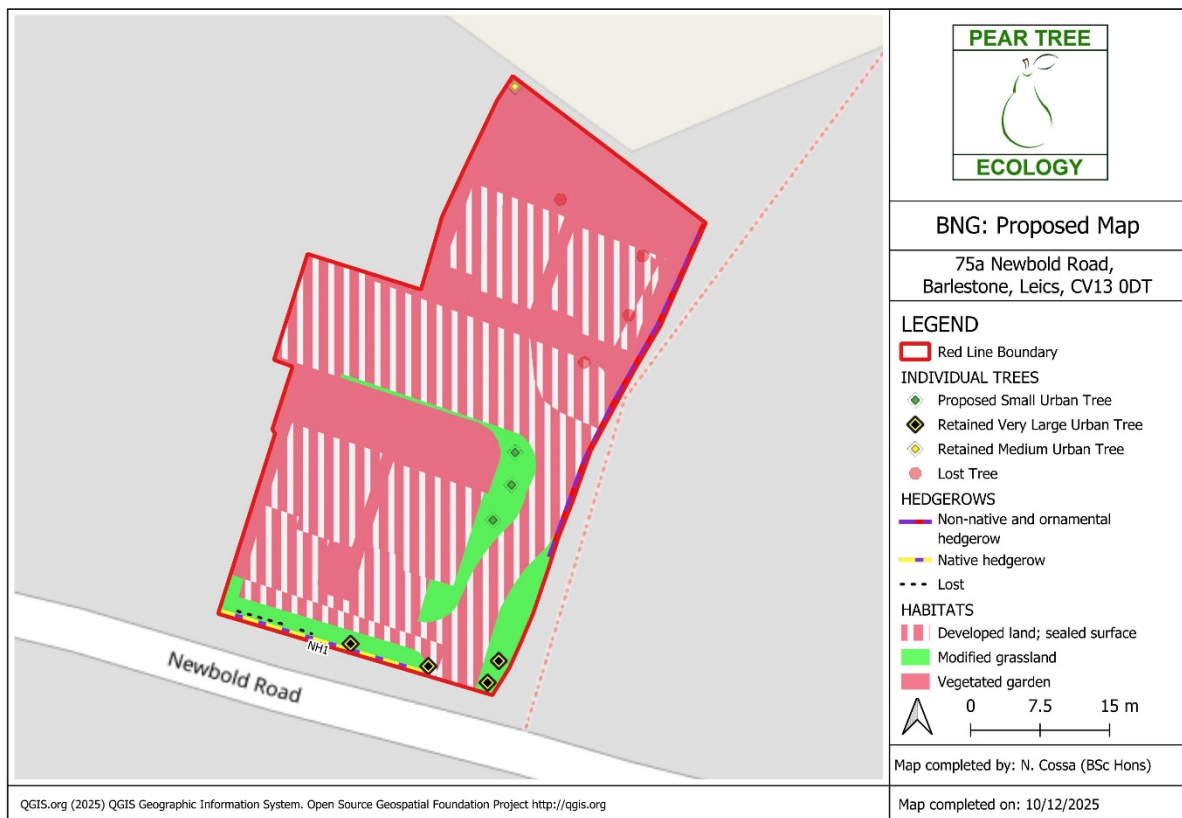 PEAR TREE
ECOLOGY
BNG: Proposed Map
75a Newbold Road,
Barlestone, Leics, CV13 0DT
LEGEND
Red Line Boundary
INDIVIDUAL TREES
Proposed Small Urban Tree
Retained Very Large Urban Tree
Retained Medium Urban Tree
Lost Tree
HEDGEROWS
Non-native and ornamental
hedgerow
Native hedgerow
Lost
HABITATS
Developed land; sealed surface
Modified grassland
Vegetated garden
0 7.5 15 m
Map completed by: N. Cossa (BSc Hons)
Map completed on: 10/12/2025
NH1
Newbold Road
QGIS.org (2025) QGIS Geographic Information System. Open Source Geospatial Foundation Project http://qgis.org